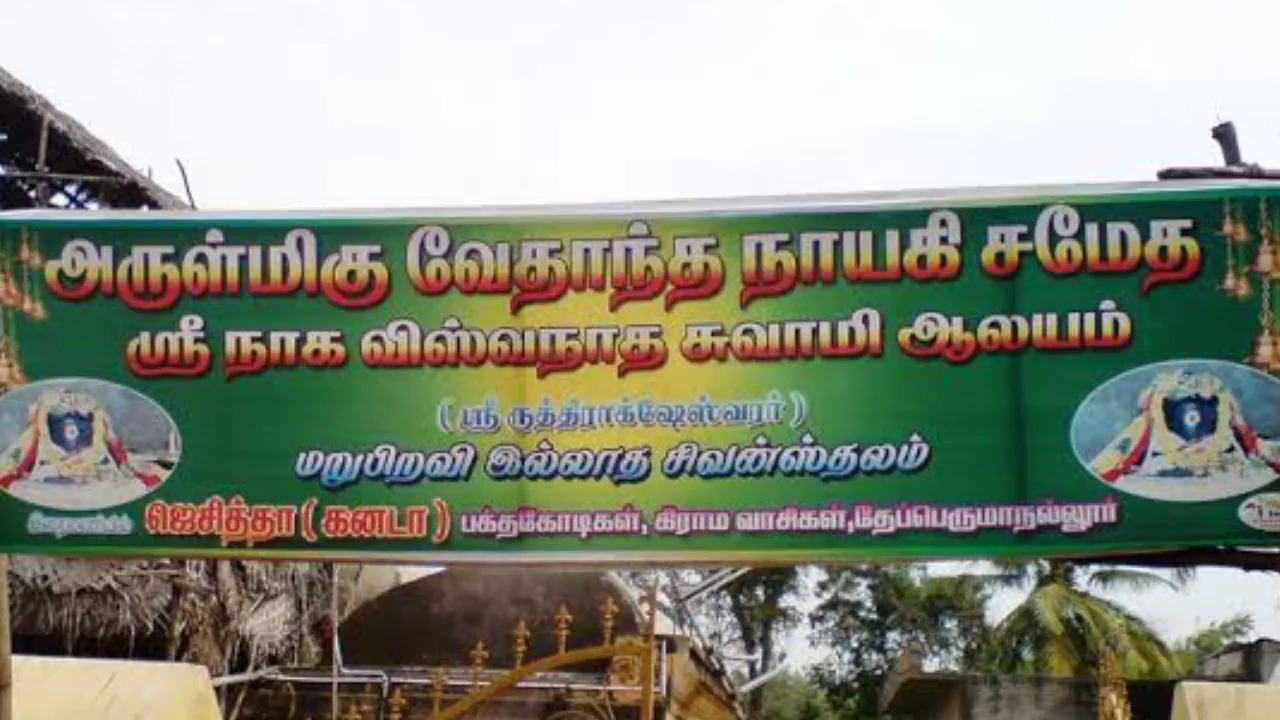 அருள்மிகு வேதாந்த நாயகி சமேத
ஸ்ரீ நாக விஸ்வநாத சுவாமி ஆலயம்
( ஸ்ரீ ருத்திராக்ஷேஸ்வரர் )
மறுபிறவி இல்லாத சிவன்ஸ்தலம்
ஜெசித்தா ( கனடா ) பக்தகோடிகள், கிராம வாசிகள்,தேப்பெருமாநல்லூர்